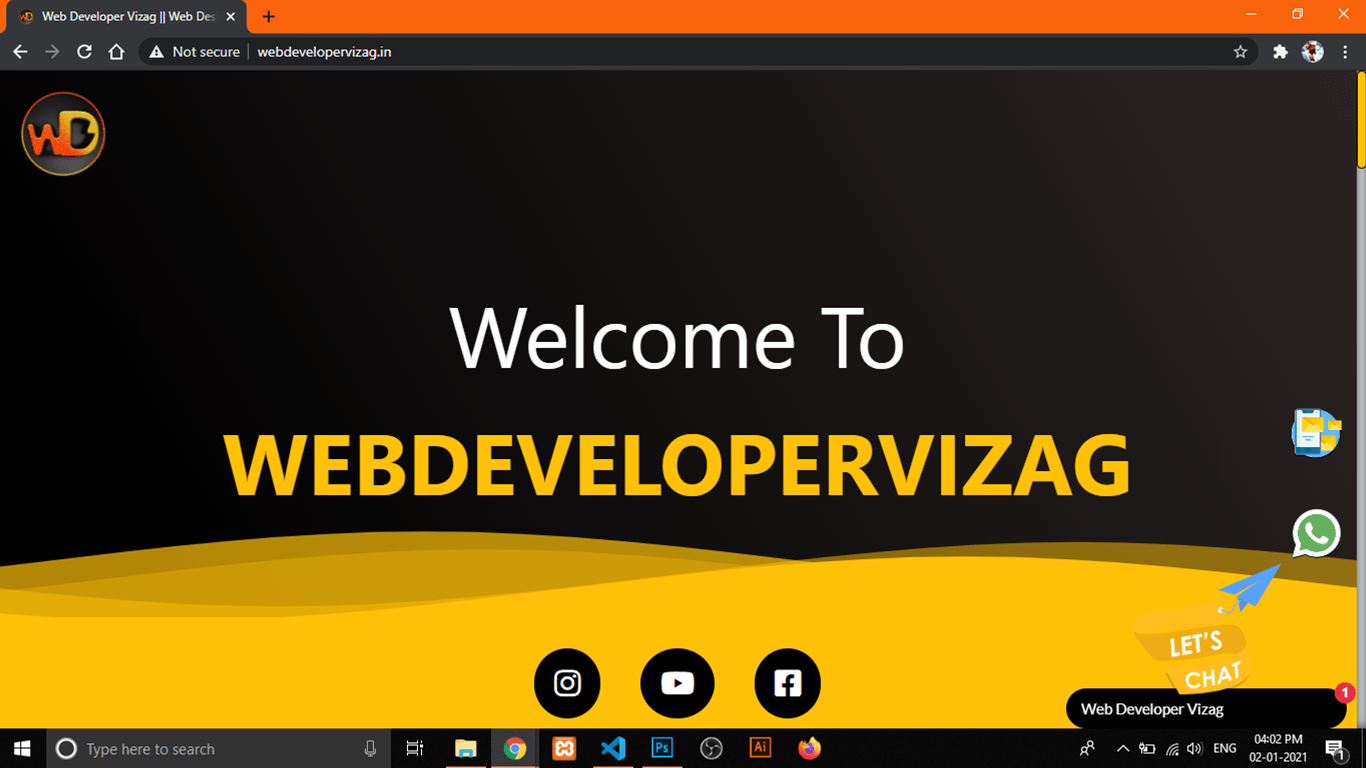 Web Developer Vizag || Web Des
Not secure
webdevelopervizag.in
WD
Welcome To
WEBDEVELOPERVIZAG
LET'S
CHAT
1
Web Developer Vizag
Type here to search
Ps
Ai
ENG
04:02 PM
02-01-2021
1